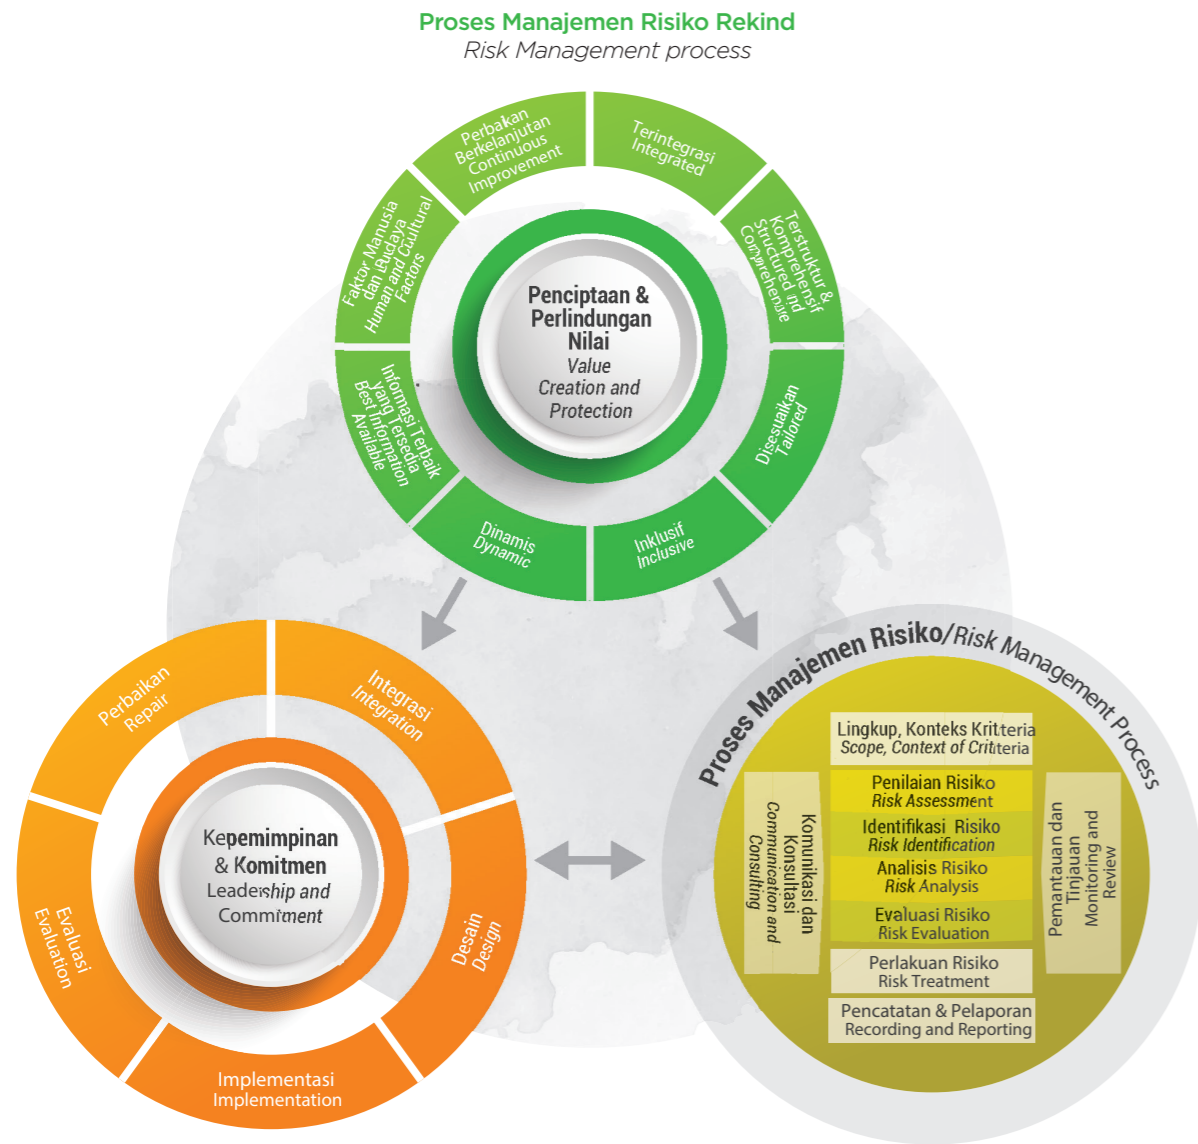 Proses Manajemen Risiko Rekind
Risk Management process
Perbakan
Berkelanjutan
Continuous
Improvement
Terintegrasi
Integrated
Terstruktur &
Komprehensif
Structured and
Comprehensive
Disesuaikan
Tailored
Inklusif
Inclusive
Dinamis
Dynamic
Informasi Terbaik
yang Tersedia
Best Information
Available
Faktor Manusia
dan Budaya
Human and Cultural
Factors
Penciptaan &
Perlindungan
Nilai
Value
Creation and
Protection
Perbaikan
Repair
Integrasi
Integration
Desain
Design
Implementasi
Implementation
Evaluasi
Evaluation
Kepemimpinan
& Komitmen
Leadership and
Commitment
Proses Manajemen Risiko/Risk Management Process
Lingkup, Konteks Kritteria
Scope, Context of Crititeria
Penilaian Risiko
Risk Assessment
Identifikasi Risiko
Risk Identification
Analisis Risiko
Risk Analysis
Evaluasi Risiko
Risk Evaluation
Perlakuan Risiko
Risk Treatment
Pencatatan & Pelaporan
Recording and Reporting
Komunikasi dan
Konsultasi
Communication and
Consulting
Pemantauan dan
Tinjauan
Monitoring and
Review